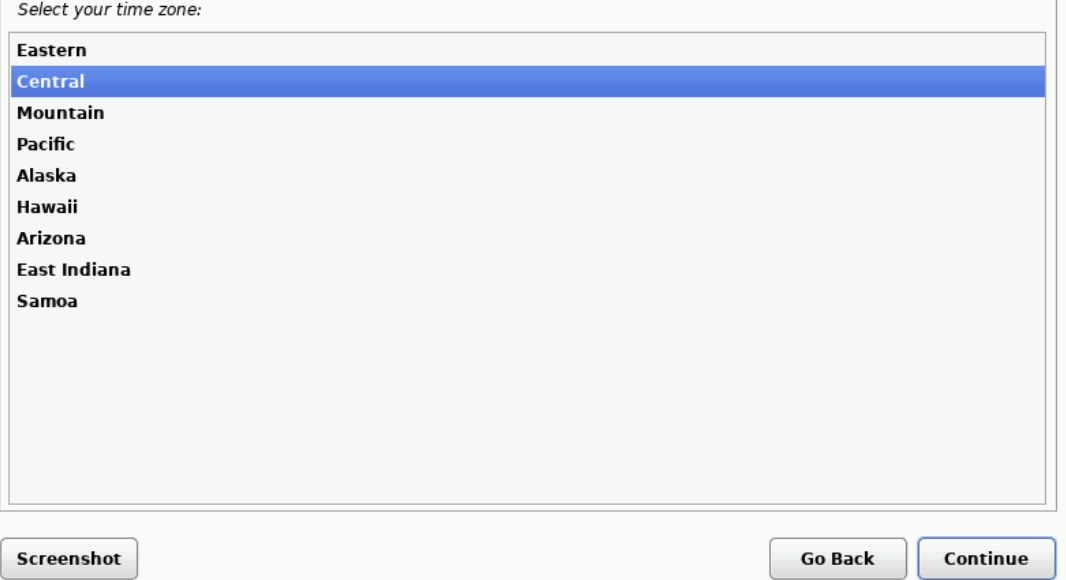 Select your time zone:
Eastern
Central
Mountain
Pacific
Alaska
Hawaii
Arizona
East Indiana
Samoa
Screenshot
Go Back
Continue